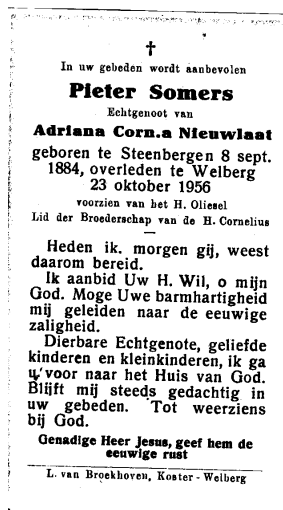 In uw gebeden wordt aanbevolen
Pieter Somers
Echtgenoot van
Adriana Corn.a Nieuwlaat
geboren te Steenbergen 8 sept.
1884, overleden te Welberg
23 oktober 1956
voorzien van het H. Oliesel
Lid der Broederschap van de H. Cornelius
Heden ik. morgen gij, weest
daarom bereid.
Ik aanbid Uw H. Wil, o mijn
God. Moge Uwe barmhartigheid
mij geleiden naar de eeuwige
zaligheid.
Dierbare Echtgenote, geliefde
kinderen en kleinkinderen, ik ga
U voor naar het Huis van God.
Blijft mij steeds gedachtig in
uw gebeden. Tot weerziens
bij God.
Genadige Heer Jesus, geef hem de
eeuwige rust
L. van Broekhoven, Koster - Welberg